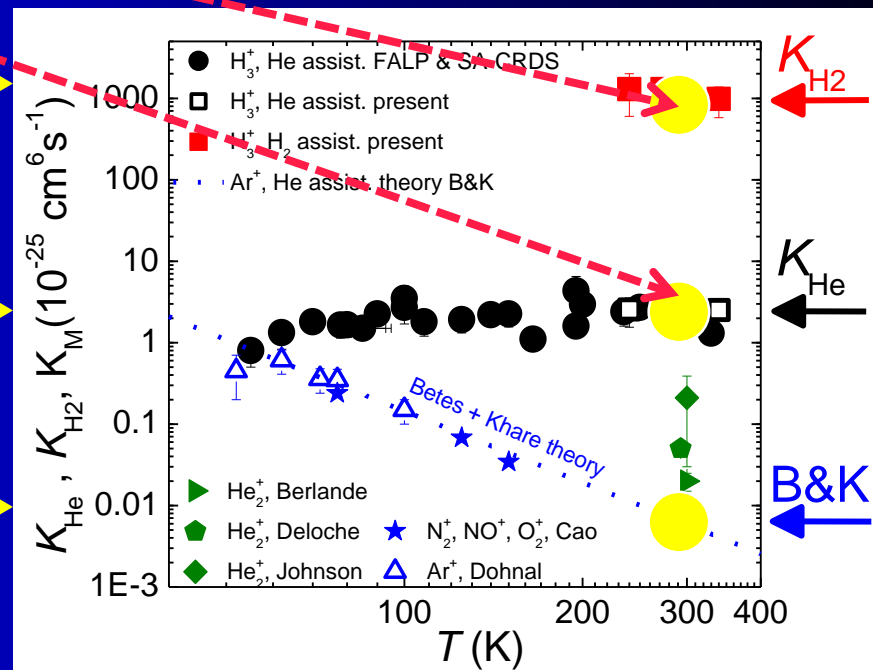 K_He, K_H2, K_M (10^-25 cm^6 s^-1)
1000
100
10
1
0.1
0.01
1E-3
H3+, He assist. FALP & SA-CRDS
H3+, He assist. present
H3+, H2 assist. present
Ar+, He assist. theory B&K
Betes + Khare theory
He2+, Berlande
He2+, Deloche
He2+, Johnson
N2+, NO+, O2+, Cao
Ar+, Dohnal
100
200
300
400
T (K)
K_H2
K_He
B&K